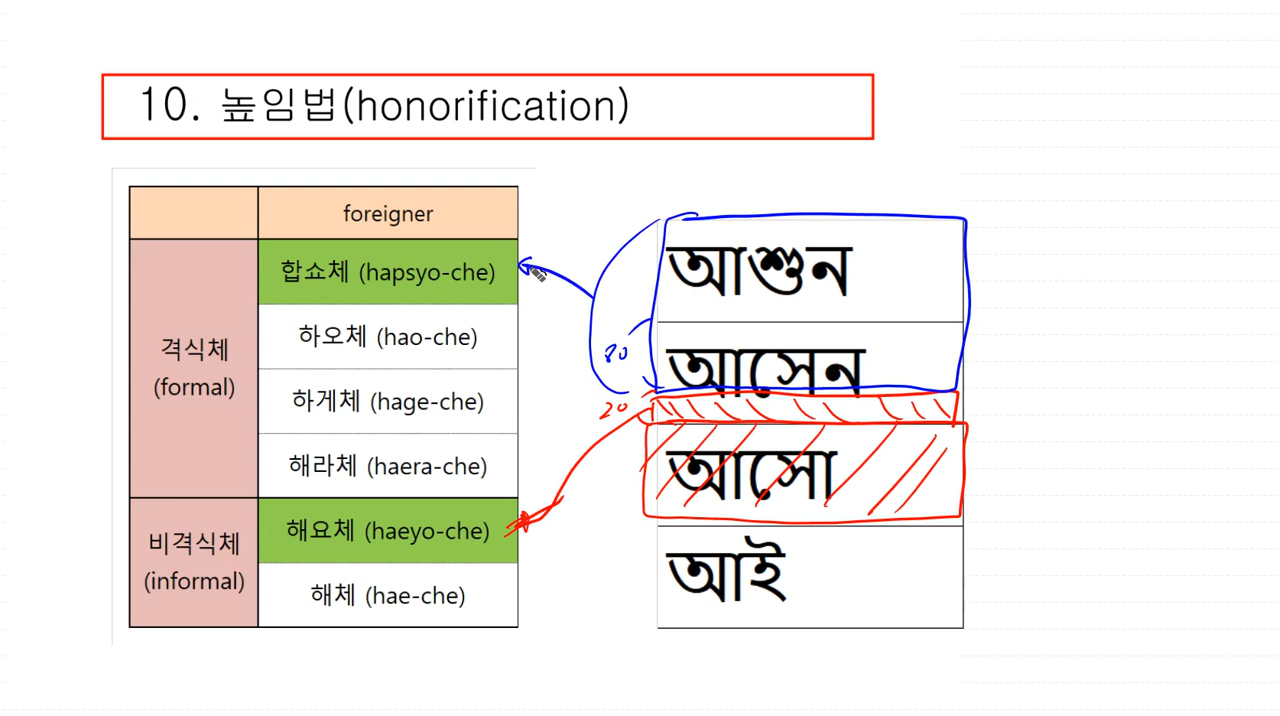 10. 높임법(honorification)
foreigner
격식체
(formal)
합쇼체 (hapsyo-che)
하오체 (hao-che)
하게체 (hage-che)
해라체 (haera-che)
비격식체
(informal)
해요체 (haeyo-che)
해체 (hae-che)
আশুন
আসেন
80
20
আসো
আই